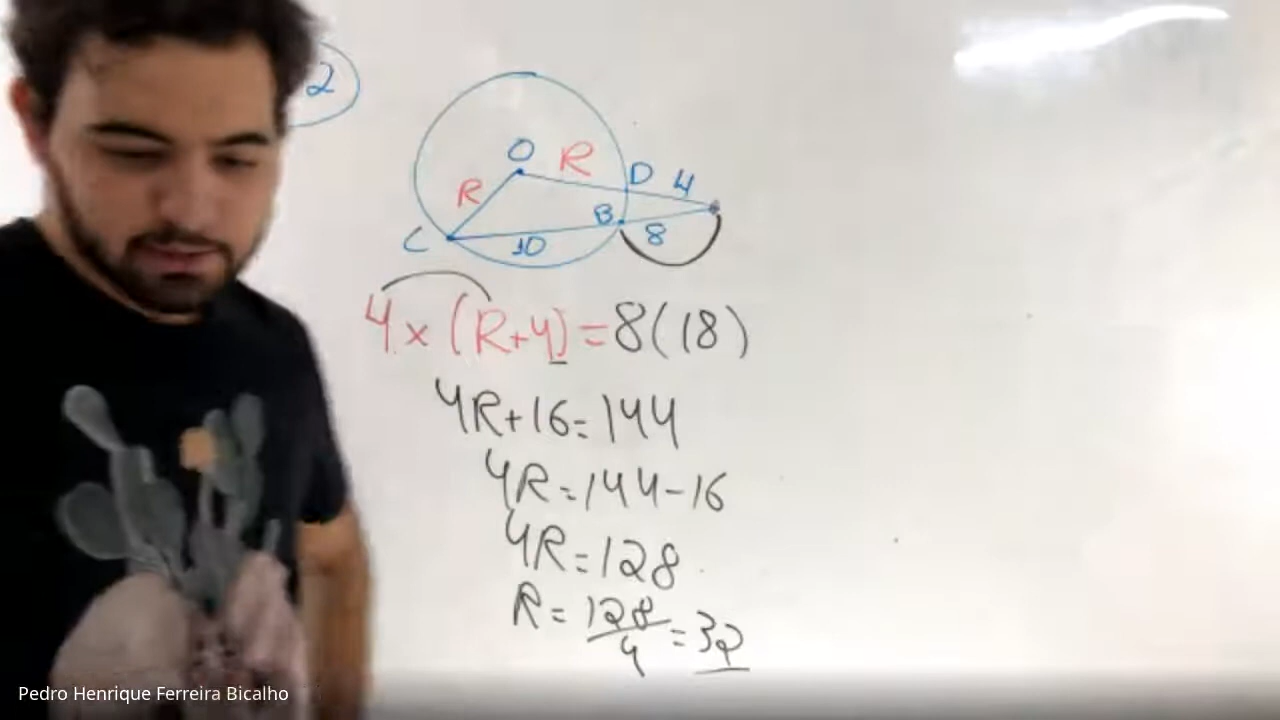 2
O R D 4
R B
C 10 8
4 × (R+4) = 8(18)
4R+16=144
4R=144-16
4R=128
R= 128/4 = 32
Pedro Henrique Ferreira Bicalho